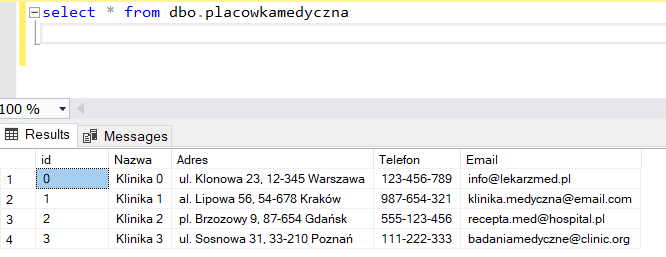 select * from dbo.placowkamedyczna
100 %
Results Messages
id Nazwa Adres Telefon Email
1 0 Klinika 0 ul. Klonowa 23, 12-345 Warszawa 123-456-789 info@lekarzmed.pl
2 1 Klinika 1 al. Lipowa 56, 54-678 Kraków 987-654-321 klinika.medyczna@email.com
3 2 Klinika 2 pl. Brzozowy 9, 87-654 Gdańsk 555-123-456 recepta.med@hospital.pl
4 3 Klinika 3 ul. Sosnowa 31, 33-210 Poznań 111-222-333 badaniamedyczne@clinic.org